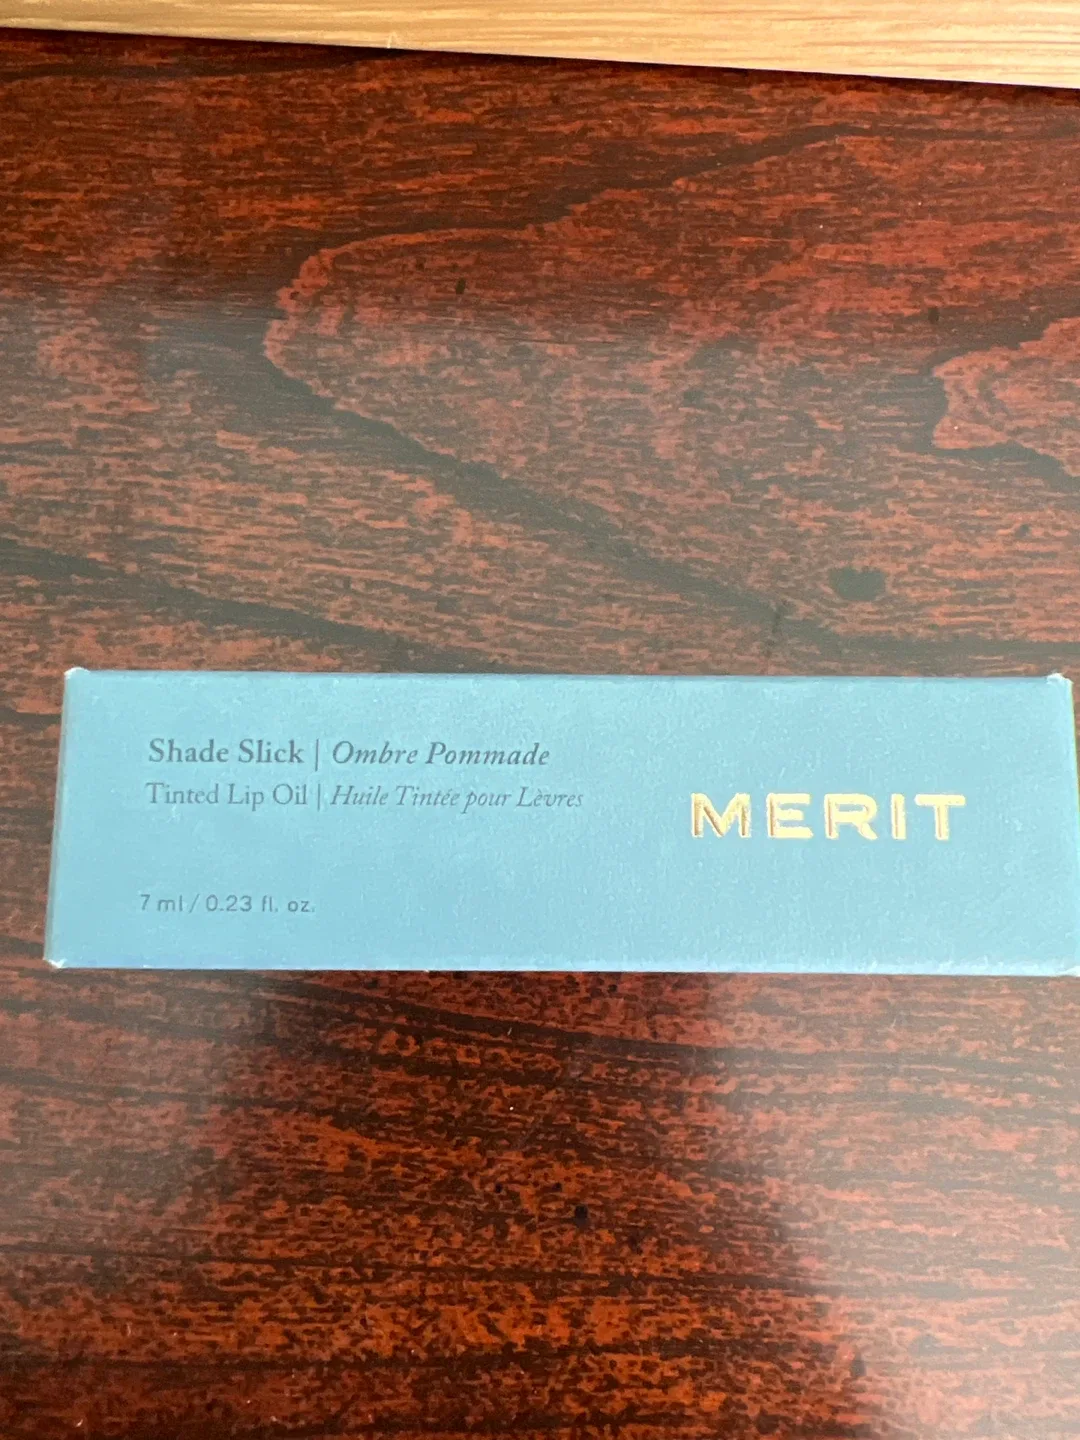 Shade Slick | Ombre Pommade
Tinted Lip Oil | Huile Tintée pour Lèvres
MERIT
7 ml / 0.23 fl. oz.